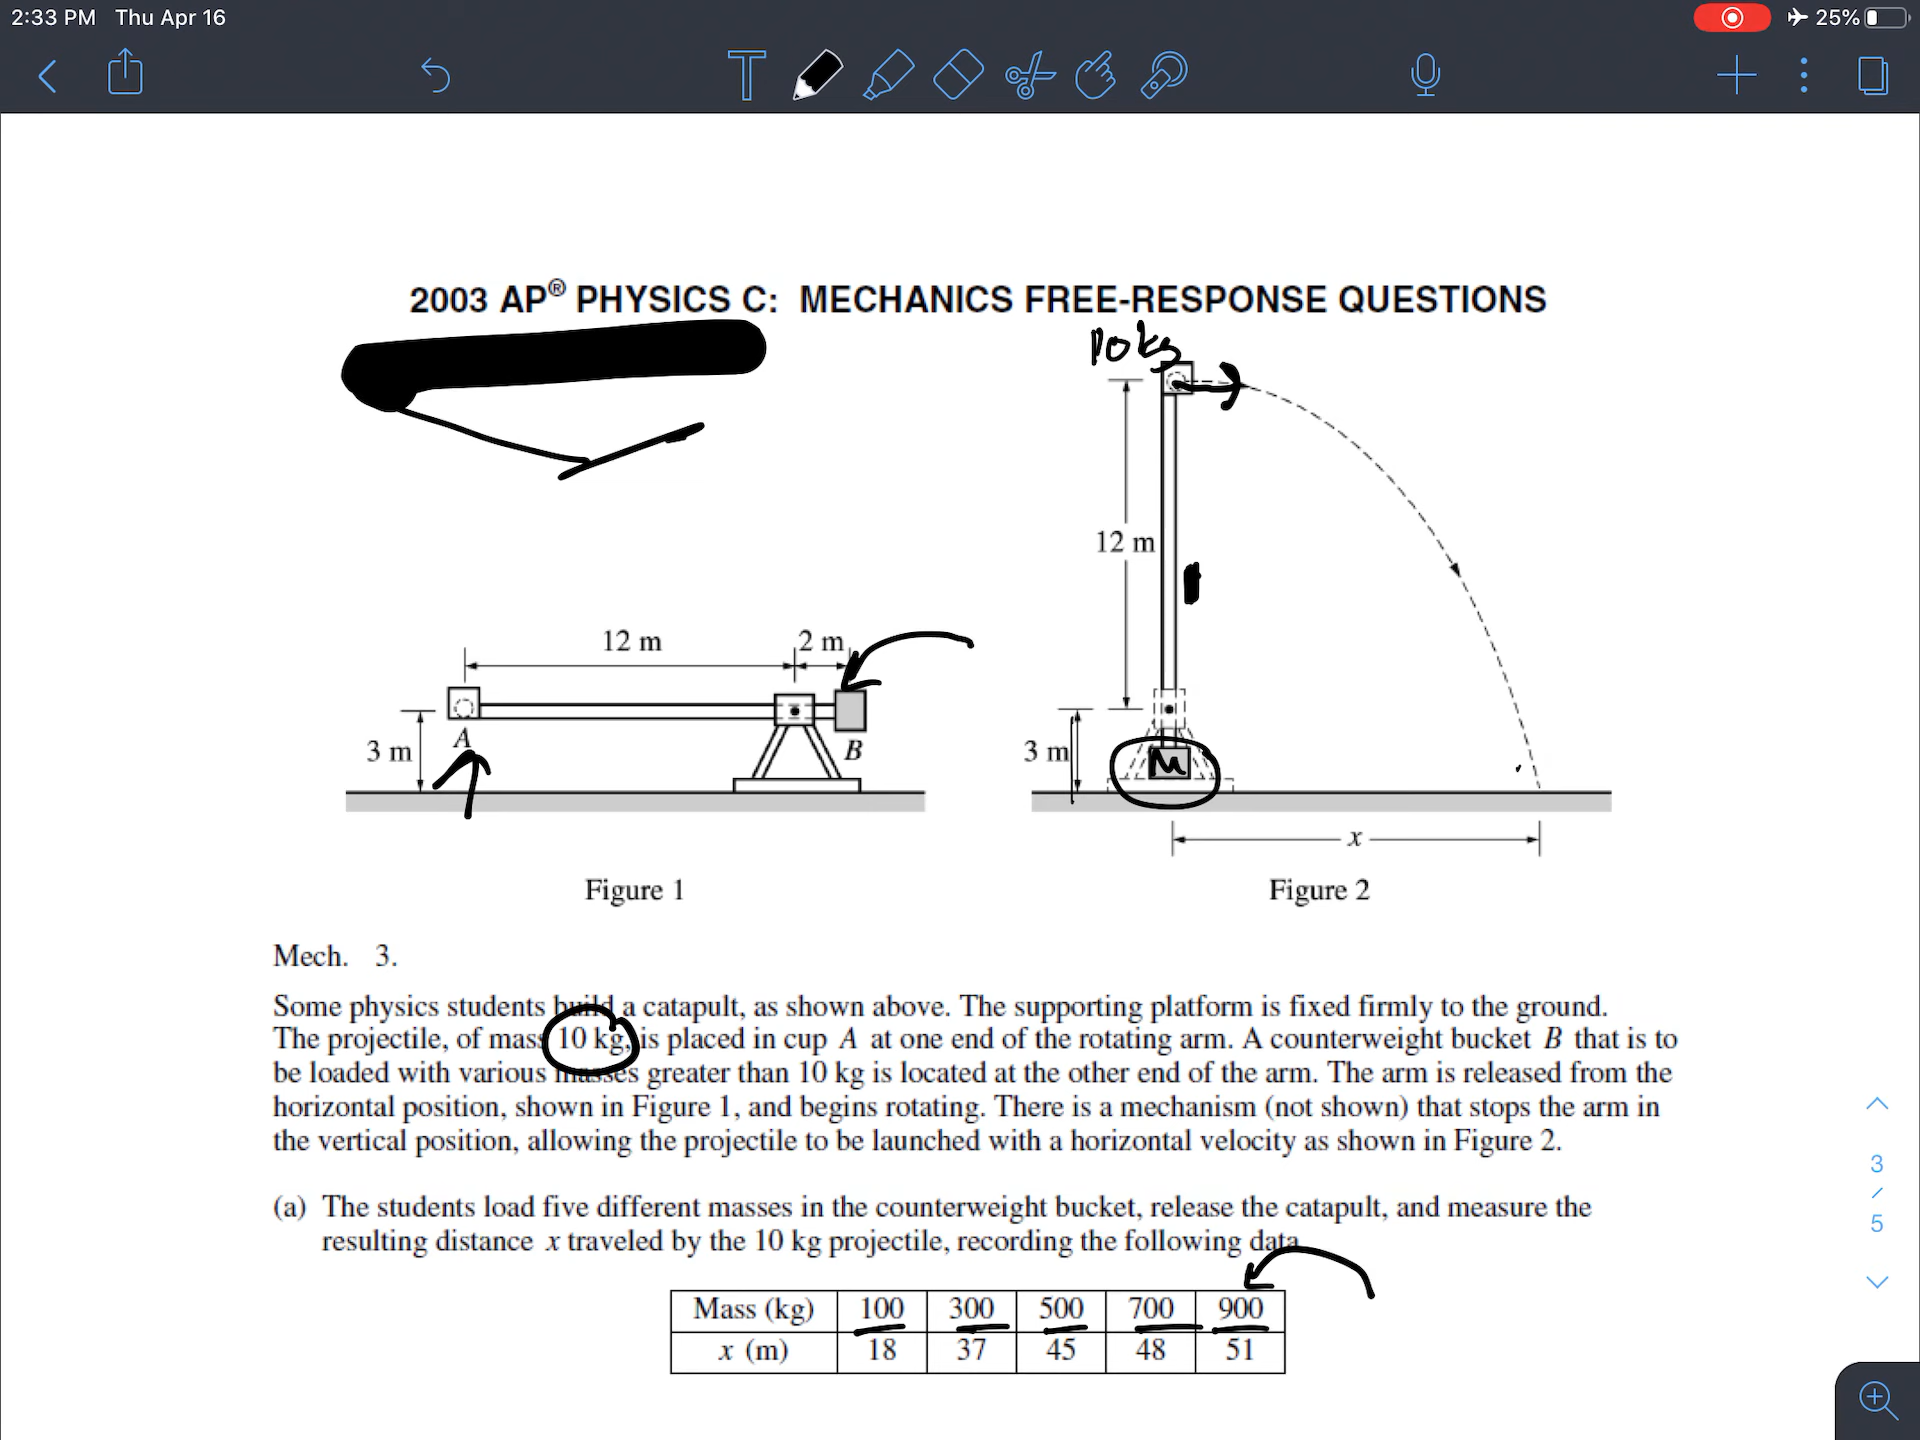 2:33 PM Thu Apr 16
25%
2003 AP® PHYSICS C: MECHANICS FREE-RESPONSE QUESTIONS
10 kg
12 m
12 m
2 m
A
B
3 m
3 m
M
x
Figure 1
Figure 2
Mech. 3.
Some physics students build a catapult, as shown above. The supporting platform is fixed firmly to the ground.
The projectile, of mass 10 kg, is placed in cup A at one end of the rotating arm. A counterweight bucket B that is to
be loaded with various masses greater than 10 kg is located at the other end of the arm. The arm is released from the
horizontal position, shown in Figure 1, and begins rotating. There is a mechanism (not shown) that stops the arm in
the vertical position, allowing the projectile to be launched with a horizontal velocity as shown in Figure 2.
(a) The students load five different masses in the counterweight bucket, release the catapult, and measure the
resulting distance x traveled by the 10 kg projectile, recording the following data.
Mass (kg) 100 300 500 700 900
x (m) 18 37 45 48 51
3
/
5